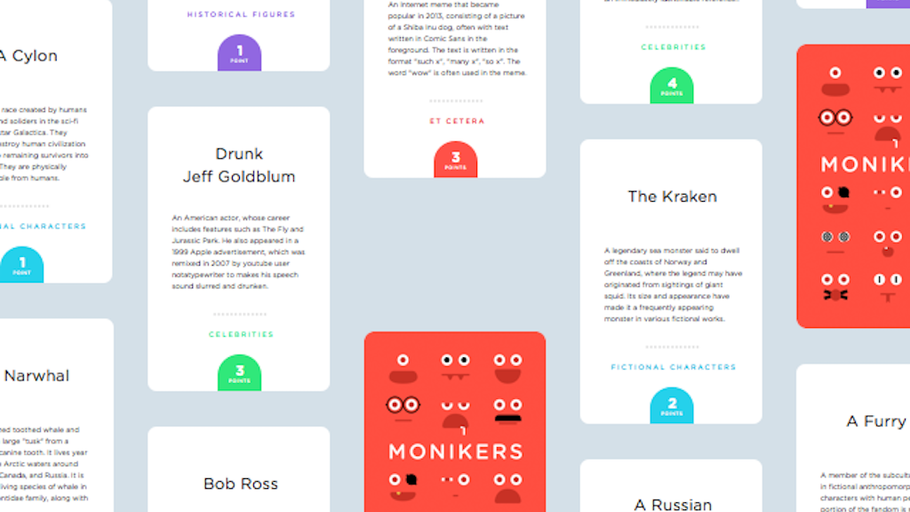 A Cylon
race created by humans
nd soliders in the sci-fi
star Galactica. They
estroy human civilization
remaining survivors into
They are physically
le from humans.
AL CHARACTERS
1
POINT
Narwhal
ed toothed whale and
large "tusk" from a
canine tooth. It lives year
e Arctic waters around
Canada, and Russia. It is
living species of whale in
ontidae family, along with
HISTORICAL FIGURES
1
POINT
Drunk
Jeff Goldblum
An American actor, whose career
includes features such as The Fly and
Jurassic Park. He also appeared in a
1999 Apple advertisement, which was
remixed in 2007 by youtube user
notatypewriter to makes his speech
sound slurred and drunken.
CELEBRITIES
3
POINTS
Bob Ross
An Internet meme that became
popular in 2013, consisting of a picture
of a Shiba Inu dog, often with text
written in Comic Sans in the
foreground. The text is written in the
format "such x", "many x", "so x". The
word "wow" is often used in the meme.
ET CETERA
3
POINTS
MONIKERS
CELEBRITIES
4
POINTS
The Kraken
A legendary sea monster said to dwell
off the coasts of Norway and
Greenland, where the legend may have
originated from sightings of giant
squid. Its size and appearance have
made it a frequently appearing
monster in various fictional works.
FICTIONAL CHARACTERS
2
POINTS
A Russian
MONIK
A Furry
A member of the subcult
in fictional anthropomorp
characters with human pe
portion of the fandom is